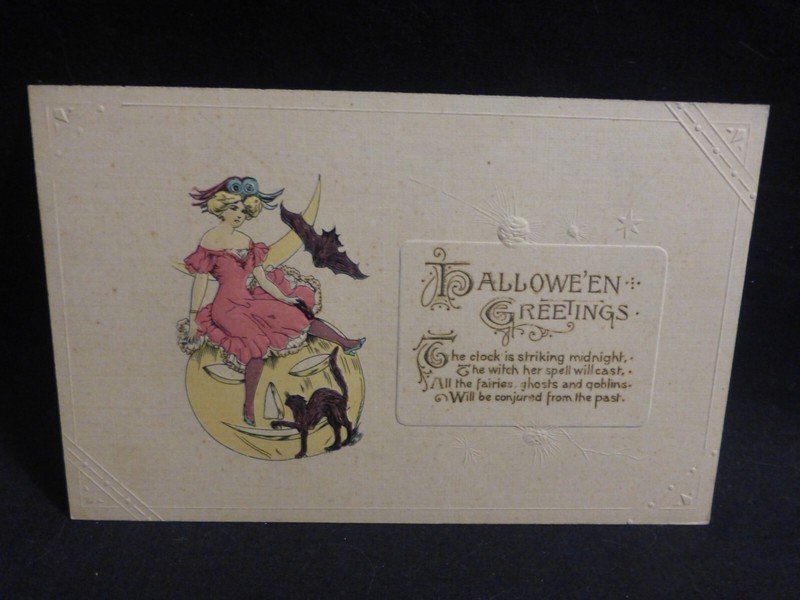 HALLOWE'EN
GREETINGS.
The clock is striking midnight,
The witch her spell will cast,
All the fairies, ghosts and goblins
Will be conjured from the past.